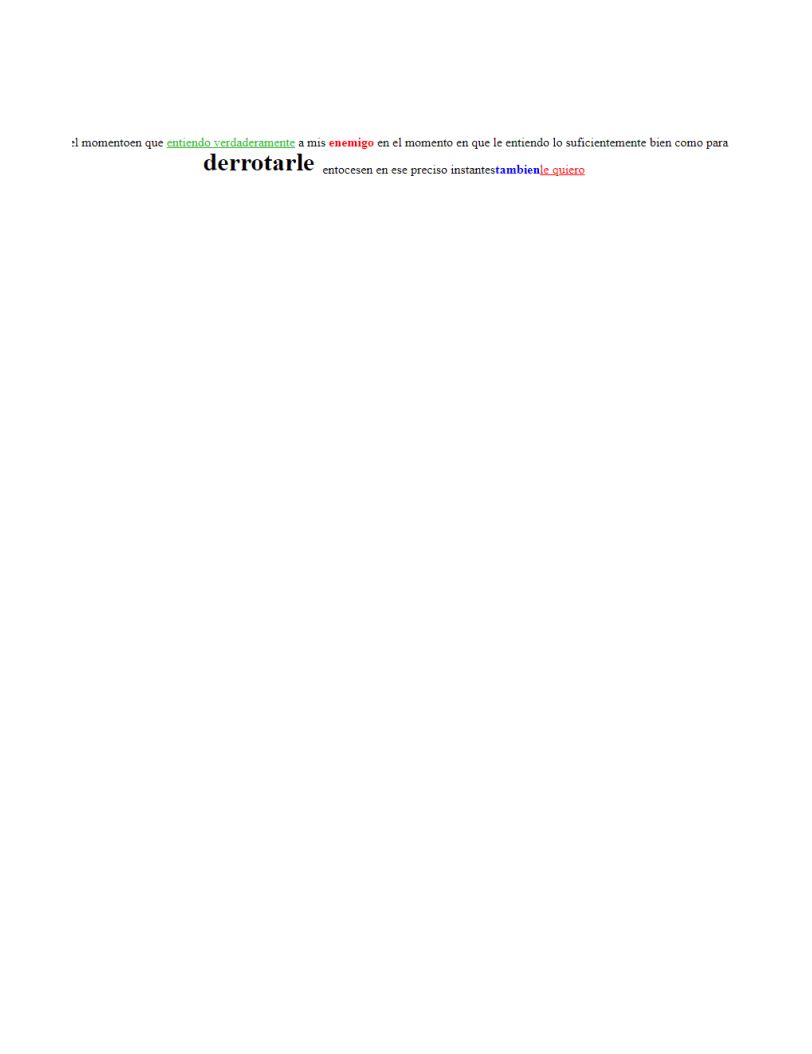 el momentoen que entiendo verdaderamente a mis enemigo en el momento en que le entiendo lo suficientemente bien como para
derrotarle entocesen en ese preciso instantestambienle quiero